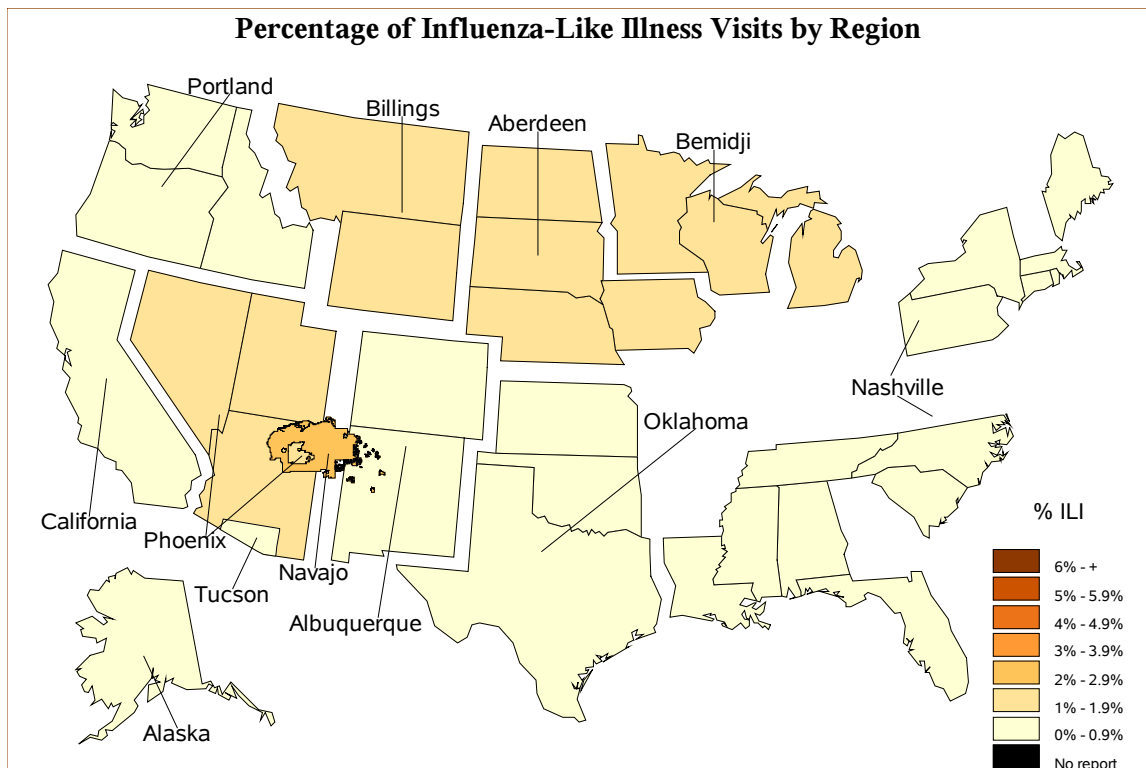 Percentage of Influenza-Like Illness Visits by Region
Portland
Billings
Aberdeen
Bemidji
Nashville
Oklahoma
California
Phoenix
Tucson
Navajo
Albuquerque
Alaska
% ILI
6% - +
5% - 5.9%
4% - 4.9%
3% - 3.9%
2% - 2.9%
1% - 1.9%
0% - 0.9%
No report